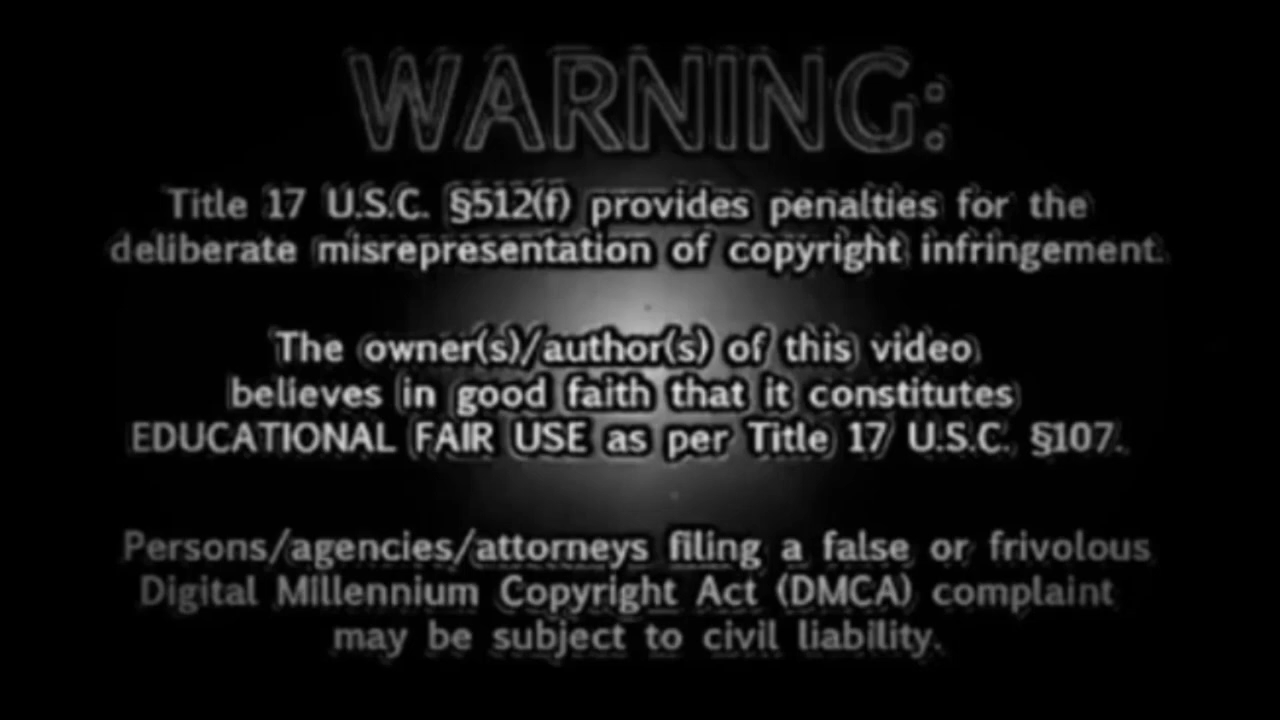 WARNING:
Title 17 U.S.C. §512(f) provides penalties for the
deliberate misrepresentation of copyright infringement.
The owner(s)/author(s) of this video
believes in good faith that it constitutes
EDUCATIONAL FAIR USE as per Title 17 U.S.C. §107.
Persons/agencies/attorneys filing a false or frivolous
Digital Millennium Copyright Act (DMCA) complaint
may be subject to civil liability.